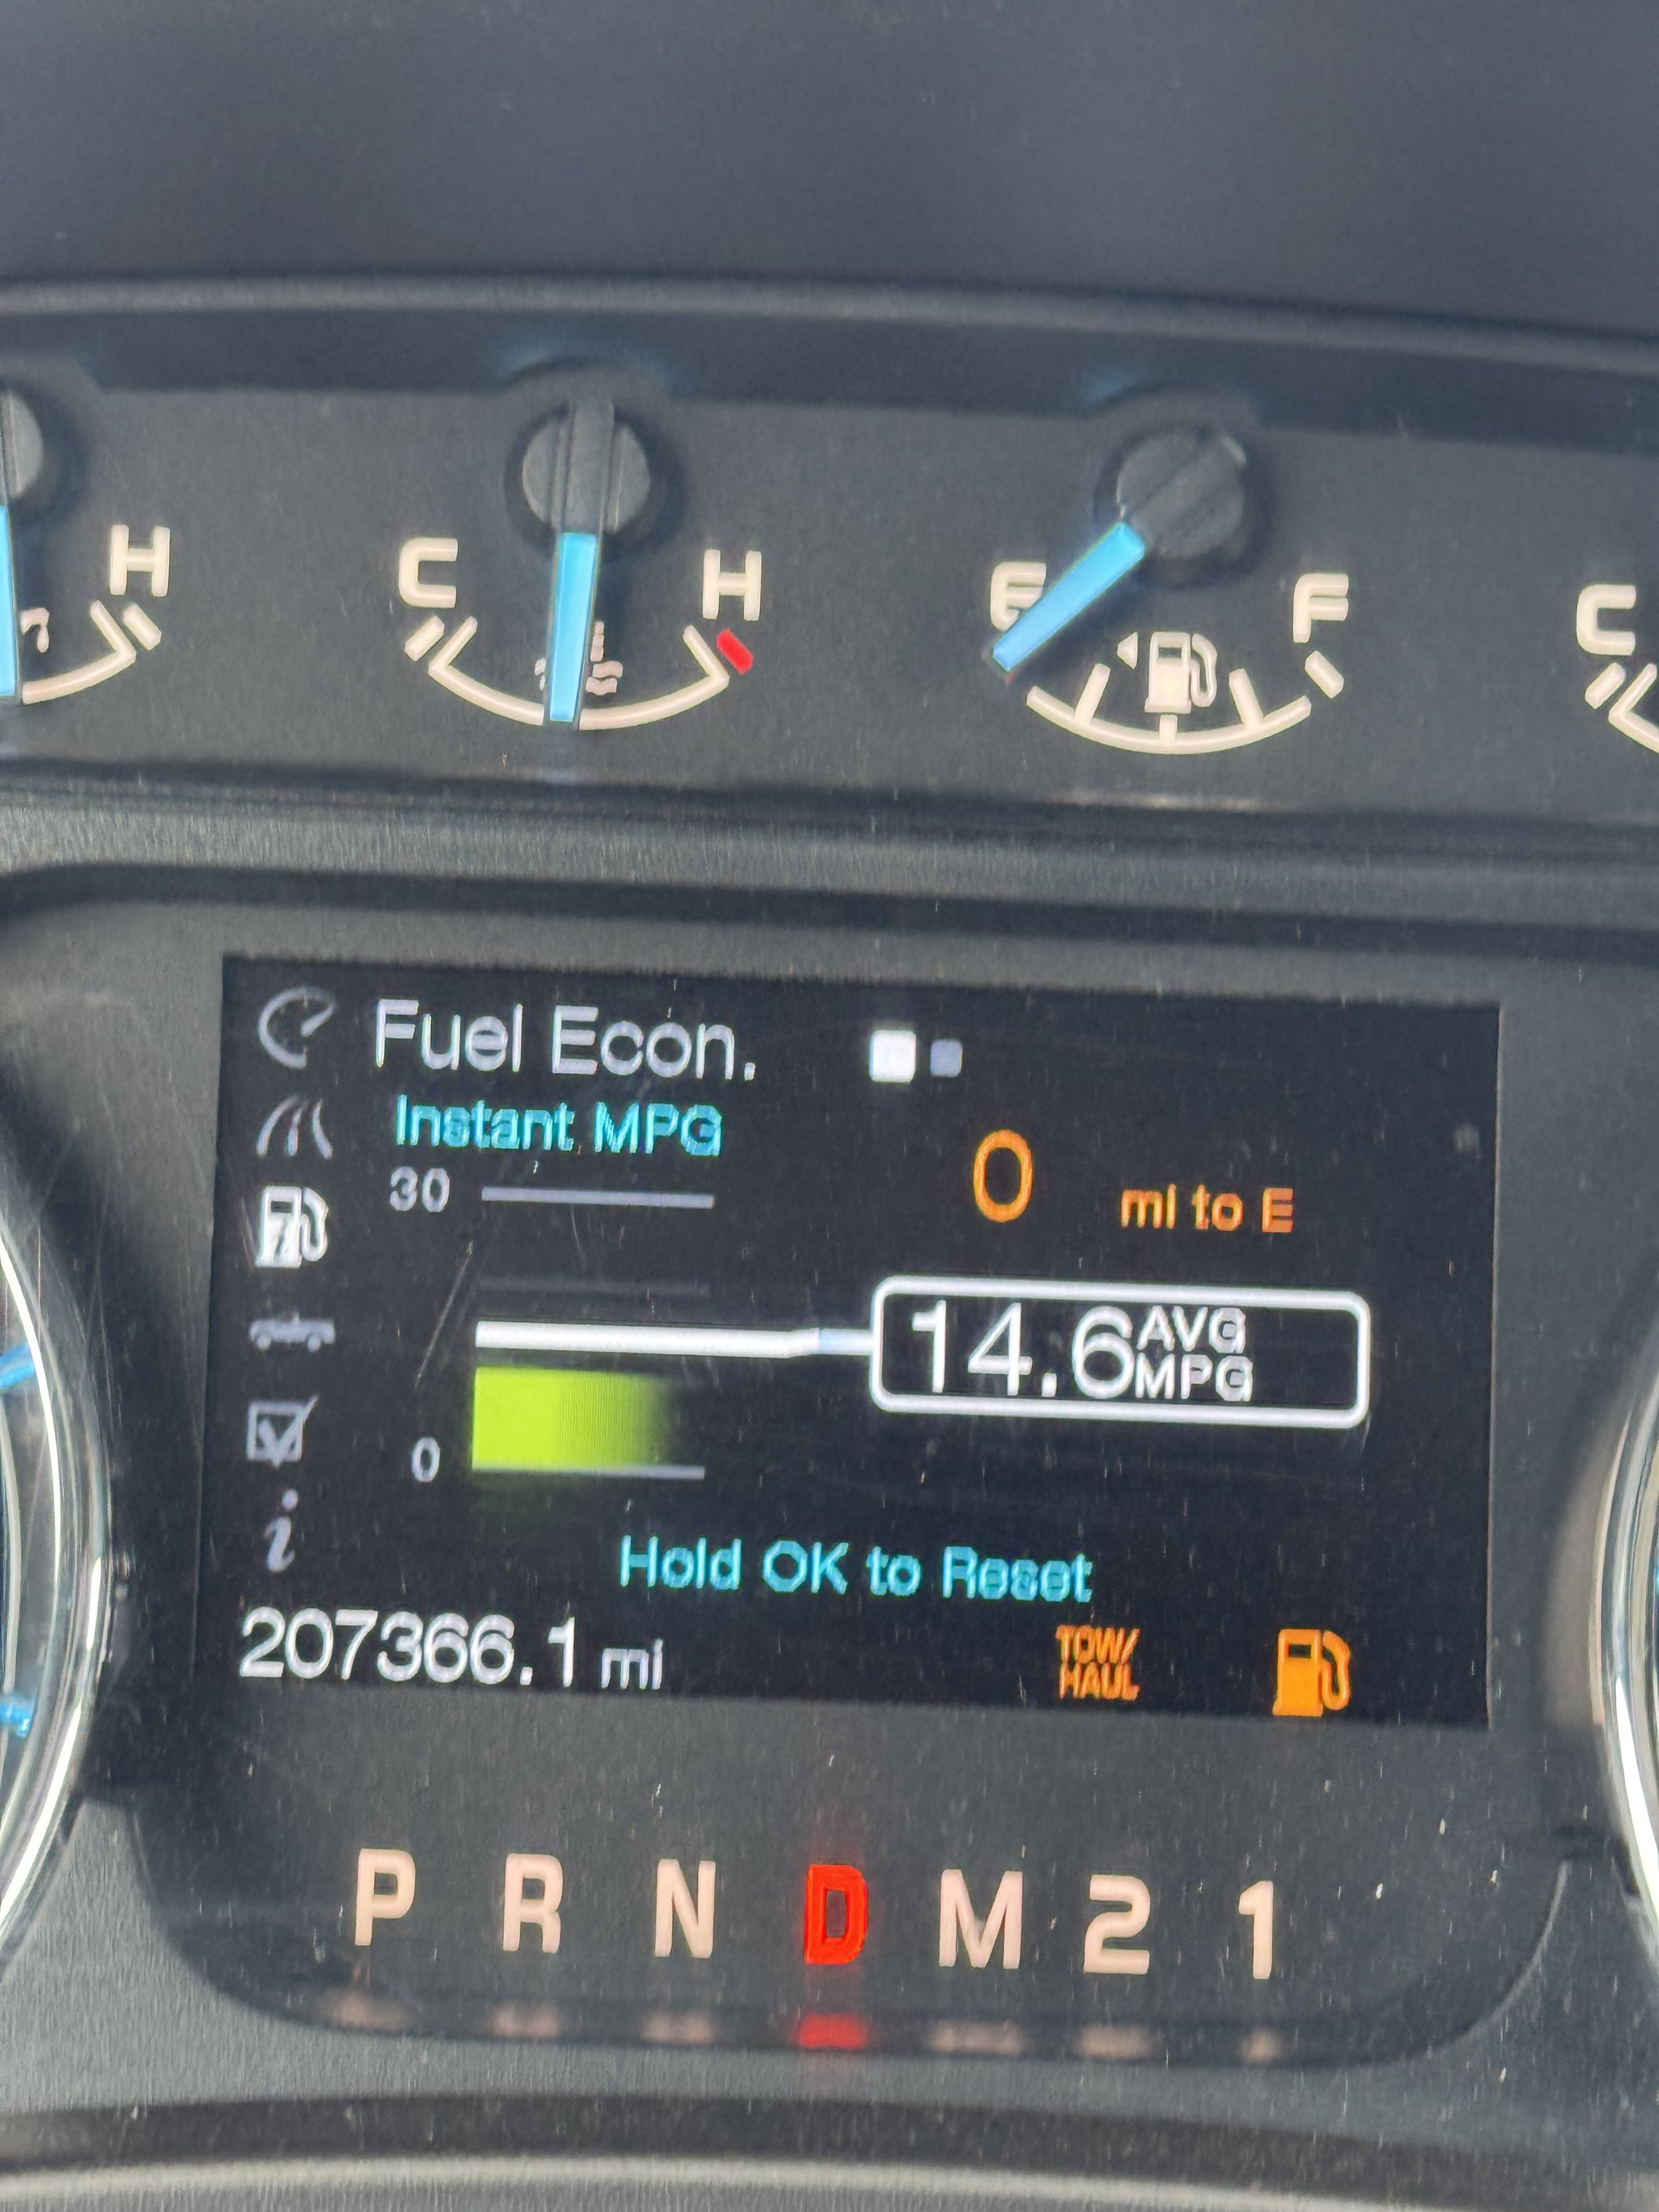 H
C H
E F
C
Fuel Econ.
Instant MPG
30
0 mi to E
14.6 AVG MPG
0
Hold OK to Reset
207366.1 mi
TOW/
HAUL
P R N D M 2 1